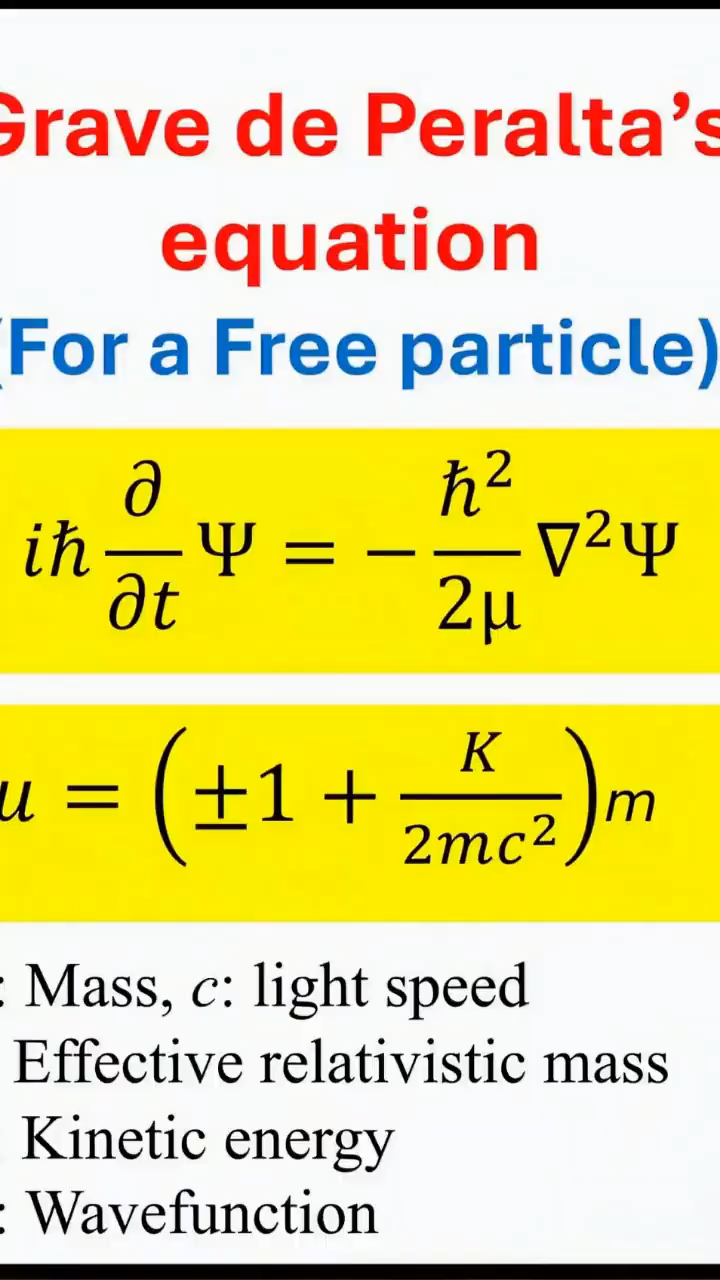 Grave de Peralta’s
equation
(For a Free particle)
iħ ∂/∂t Ψ = − ħ²/2μ ∇²Ψ
μ = (±1 + K/2mc²)m
: Mass, c: light speed
Effective relativistic mass
Kinetic energy
: Wavefunction